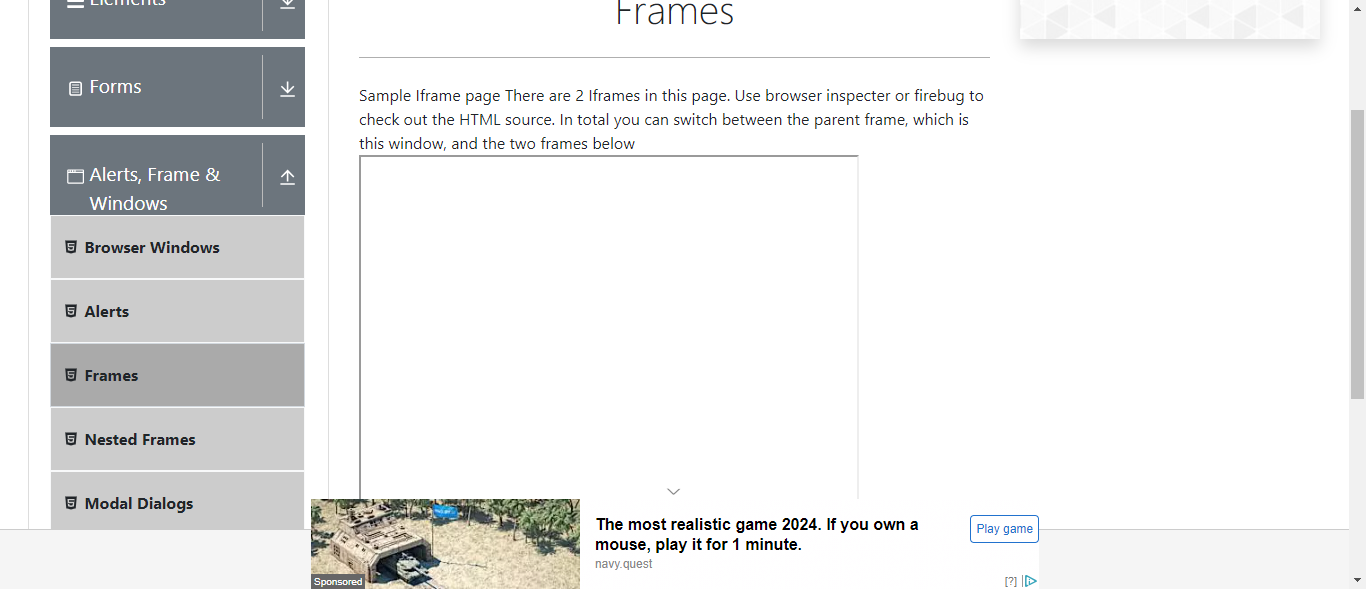 Elements
Frames
Forms
Sample Iframe page There are 2 Iframes in this page. Use browser inspecter or firebug to
check out the HTML source. In total you can switch between the parent frame, which is
this window, and the two frames below
Alerts, Frame &
Windows
Browser Windows
Alerts
Frames
Nested Frames
Modal Dialogs
The most realistic game 2024. If you own a
mouse, play it for 1 minute.
navy.quest
Play game
Sponsored
[?]